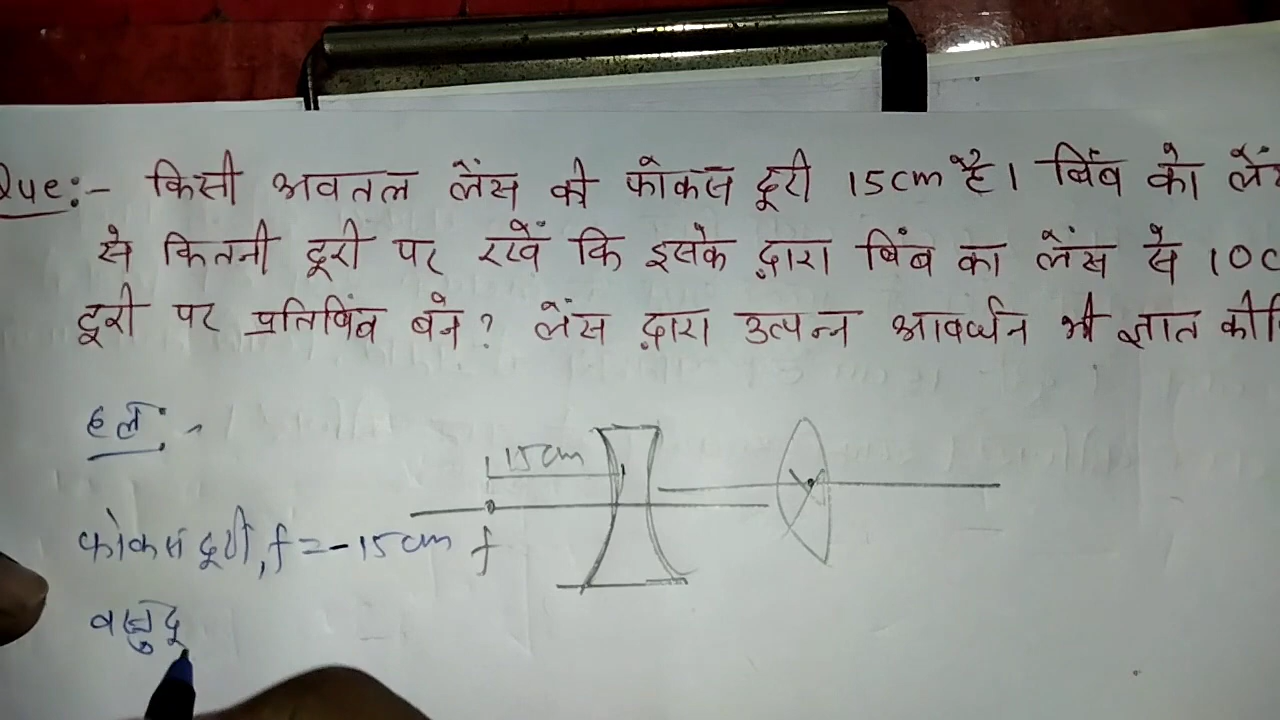 Que:- किसी अवतल लेंस की फोकस दूरी 15cm है। बिंब को लें
से कितनी दूरी पर रखें कि इसके द्वारा बिंब का लेंस से 10c
दूरी पर प्रतिबिंब बने? लेंस द्वारा उत्पन्न आवर्धन भी ज्ञात की
हल:-
15cm
फोकस दूरी, f = -15cm
f
वस्तु दू